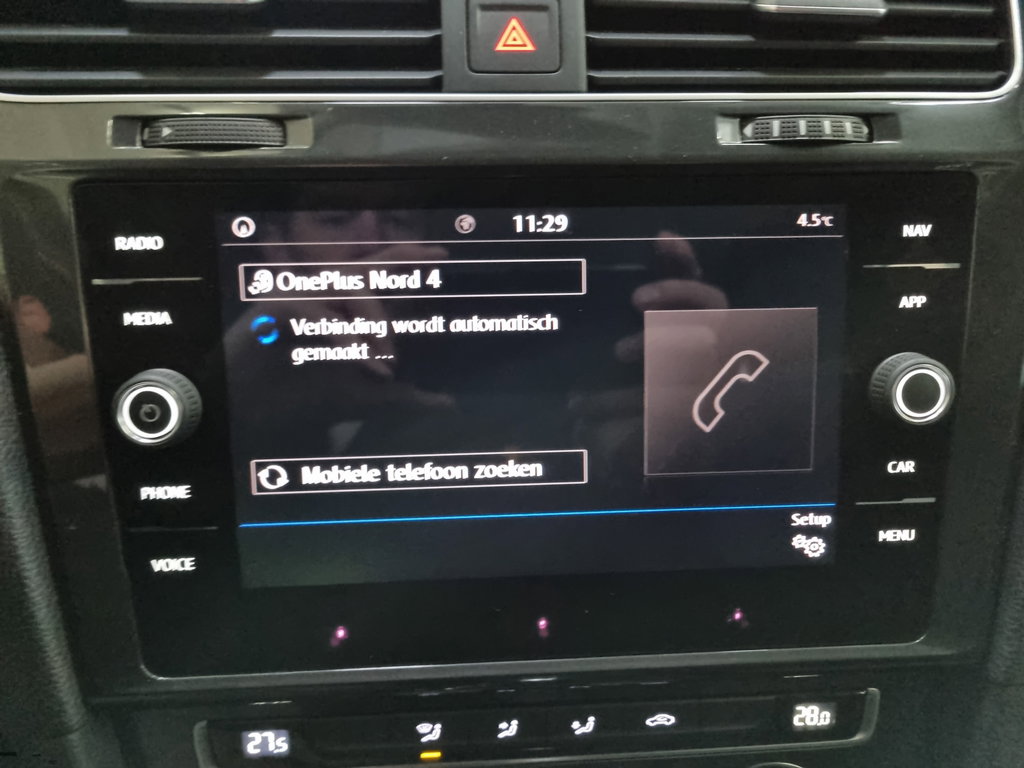 RADIO
MEDIA
PHONE
VOICE
11:29
4.5°C
OnePlus Nord 4
Verbinding wordt automatisch
gemaakt ...
Mobiele telefoon zoeken
Setup
NAV
APP
CAR
MENU
27.5
28.0